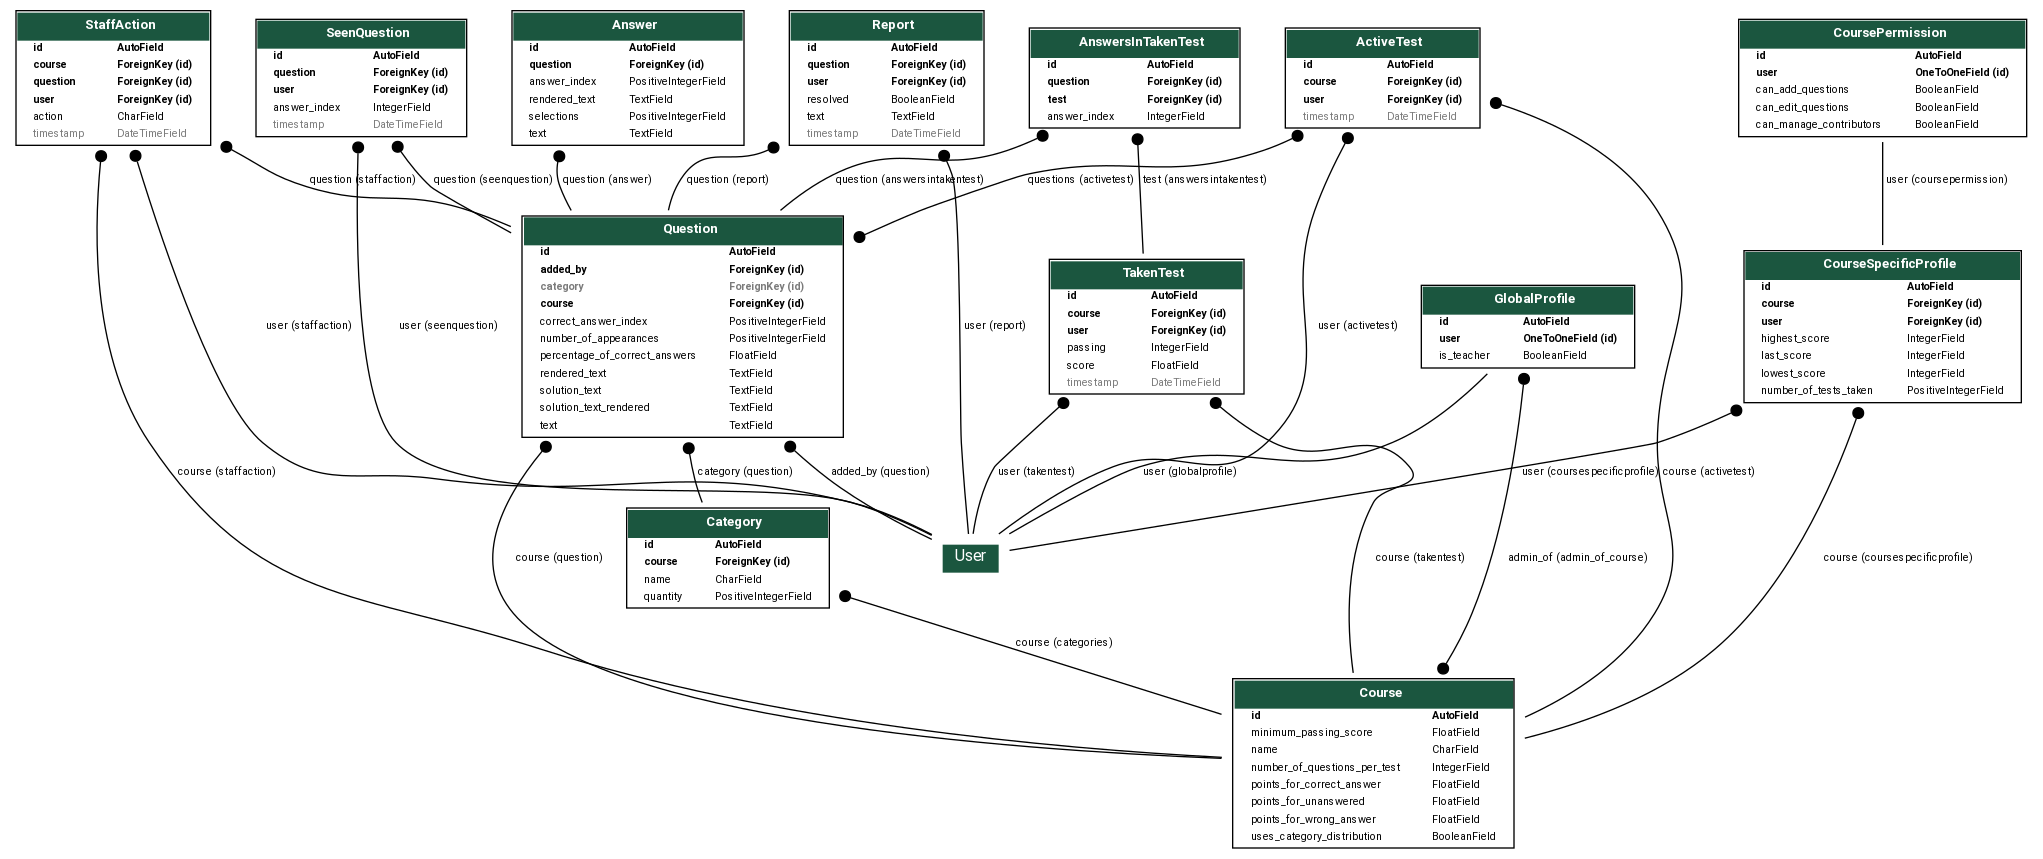 StaffAction
id AutoField
course ForeignKey (id)
question ForeignKey (id)
user ForeignKey (id)
action CharField
timestamp DateTimeField
SeenQuestion
id AutoField
question ForeignKey (id)
user ForeignKey (id)
answer_index IntegerField
timestamp DateTimeField
Answer
id AutoField
question ForeignKey (id)
answer_index PositiveIntegerField
rendered_text TextField
selections PositiveIntegerField
text TextField
Report
id AutoField
question ForeignKey (id)
user ForeignKey (id)
resolved BooleanField
text TextField
timestamp DateTimeField
AnswersInTakenTest
id AutoField
question ForeignKey (id)
test ForeignKey (id)
answer_index IntegerField
ActiveTest
id AutoField
course ForeignKey (id)
user ForeignKey (id)
timestamp DateTimeField
CoursePermission
id AutoField
user OneToOneField (id)
can_add_questions BooleanField
can_edit_questions BooleanField
can_manage_contributors BooleanField
question (staffaction)
question (seenquestion)
question (answer)
question (report)
question (answersintakentest)
questions (activetest)
test (answersintakentest)
user (coursepermission)
Question
id AutoField
added_by ForeignKey (id)
category ForeignKey (id)
course ForeignKey (id)
correct_answer_index PositiveIntegerField
number_of_appearances PositiveIntegerField
percentage_of_correct_answers FloatField
rendered_text TextField
solution_text TextField
solution_text_rendered TextField
text TextField
TakenTest
id AutoField
course ForeignKey (id)
user ForeignKey (id)
passing IntegerField
score FloatField
timestamp DateTimeField
GlobalProfile
id AutoField
user OneToOneField (id)
is_teacher BooleanField
CourseSpecificProfile
id AutoField
course ForeignKey (id)
user ForeignKey (id)
highest_score IntegerField
last_score IntegerField
lowest_score IntegerField
number_of_tests_taken PositiveIntegerField
user (staffaction)
user (seenquestion)
user (report)
user (activetest)
course (staffaction)
category (question)
added_by (question)
user (takentest)
user (globalprofile)
user (coursespecificprofile)
course (activetest)
Category
id AutoField
course ForeignKey (id)
name CharField
quantity PositiveIntegerField
User
course (question)
course (takentest)
admin_of (admin_of_course)
course (coursespecificprofile)
course (categories)
Course
id AutoField
minimum_passing_score FloatField
name CharField
number_of_questions_per_test IntegerField
points_for_correct_answer FloatField
points_for_unanswered FloatField
points_for_wrong_answer FloatField
uses_category_distribution BooleanField